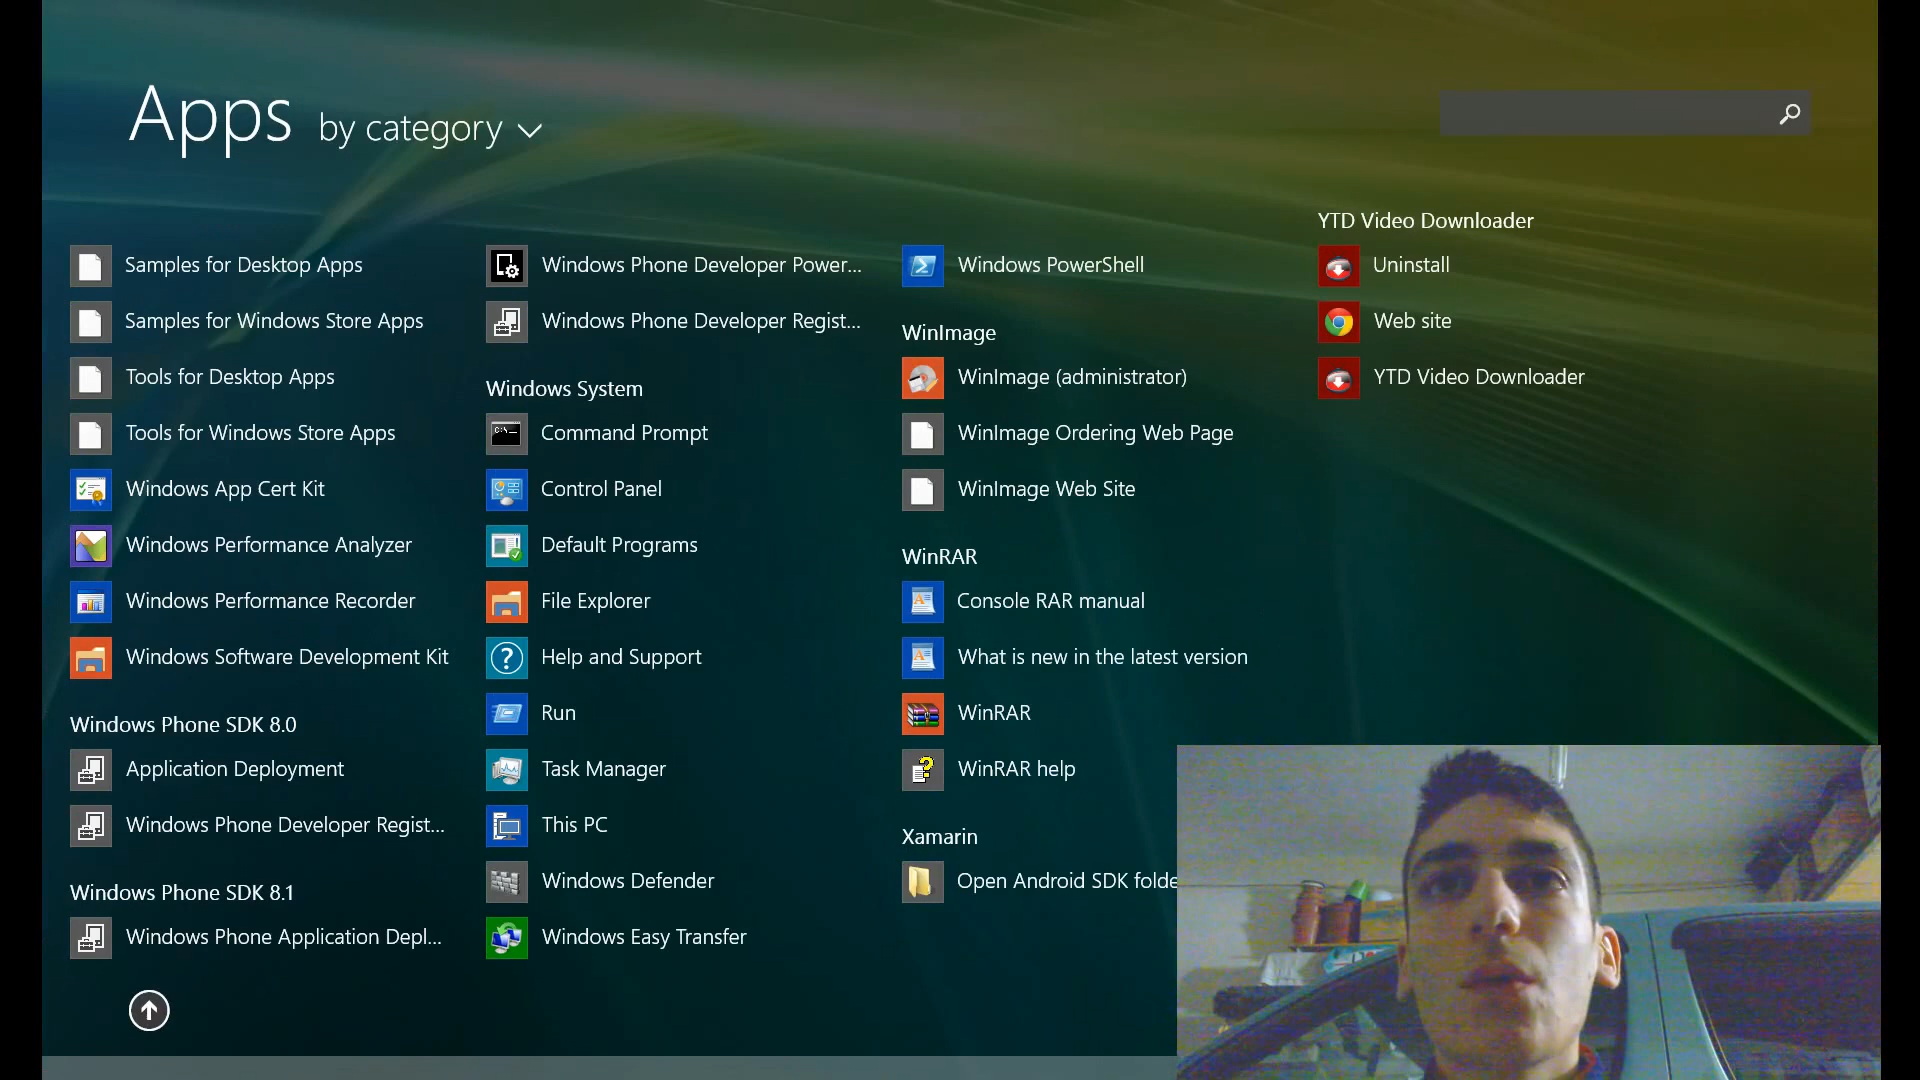 Apps by category
Samples for Desktop Apps
Samples for Windows Store Apps
Tools for Desktop Apps
Tools for Windows Store Apps
Windows App Cert Kit
Windows Performance Analyzer
Windows Performance Recorder
Windows Software Development Kit
Windows Phone SDK 8.0
Application Deployment
Windows Phone Developer Regist...
Windows Phone SDK 8.1
Windows Phone Application Depl...
Windows Phone Developer Power...
Windows Phone Developer Regist...
Windows System
Command Prompt
Control Panel
Default Programs
File Explorer
Help and Support
Run
Task Manager
This PC
Windows Defender
Windows Easy Transfer
Windows PowerShell
WinImage
WinImage (administrator)
WinImage Ordering Web Page
WinImage Web Site
WinRAR
Console RAR manual
What is new in the latest version
WinRAR
WinRAR help
Xamarin
Open Android SDK folde
YTD Video Downloader
Uninstall
Web site
YTD Video Downloader